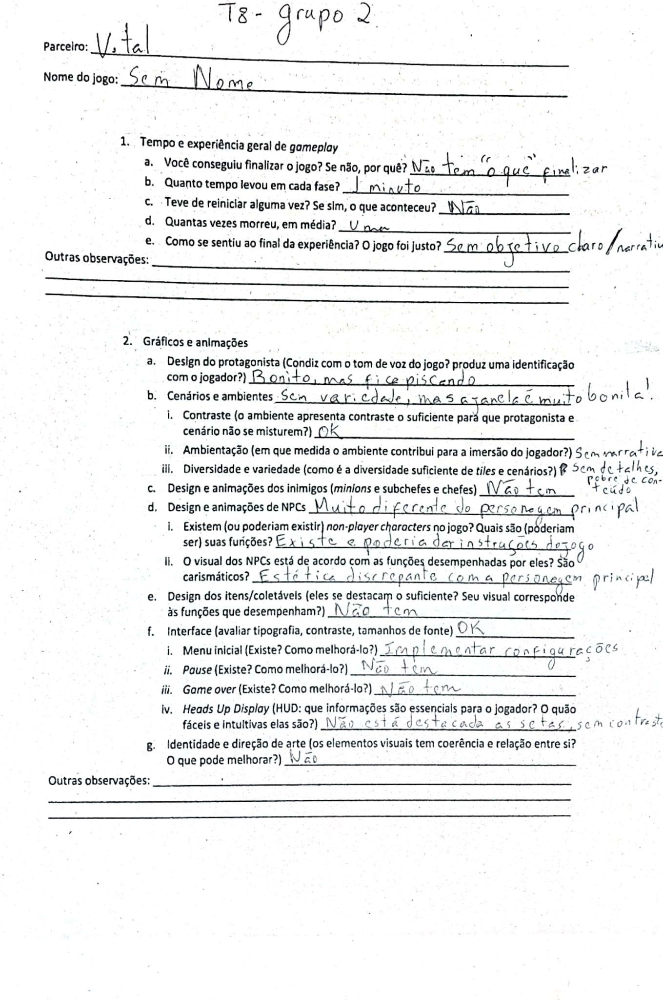 T8 - grupo 2
Parceiro: Vital
Nome do jogo: Sem Nome
1. Tempo e experiência geral de gameplay
a. Você conseguiu finalizar o jogo? Se não, por quê? Não tem "o que" finalizar
b. Quanto tempo levou em cada fase? 1 minuto
c. Teve de reiniciar alguma vez? Se sim, o que aconteceu? Não
d. Quantas vezes morreu, em média? Uma
e. Como se sentiu ao final da experiência? O jogo foi justo? Sem objetivo claro/narrativ
Outras observações:
2. Gráficos e animações
a. Design do protagonista (Condiz com o tom de voz do jogo? produz uma identificação
com o jogador?) Bonito, mas fica piscando
b. Cenários e ambientes Sem variedade, mas a janela é muito bonita!
i. Contraste (o ambiente apresenta contraste o suficiente para que protagonista e
cenário não se misturem?) OK
ii. Ambientação (em que medida o ambiente contribui para a imersão do jogador?) Sem narrativa
iii. Diversidade e variedade (como é a diversidade suficiente de tiles e cenários?) Sem detalhes,
pobre de con-
c. Design e animações dos inimigos (minions e subchefes e chefes) Não tem teúdo
d. Design e animações de NPCs Muito diferente do personagem principal
i. Existem (ou poderiam existir) non-player characters no jogo? Quais são (poderiam
ser) suas funções? Existe e poderia dar instruções do jogo
ii. O visual dos NPCs está de acordo com as funções desempenhadas por eles? São
carismáticos? Estética discrepante com a personagem principal
e. Design dos itens/coletáveis (eles se destacam o suficiente? Seu visual corresponde
às funções que desempenham?) Não tem
f. Interface (avaliar tipografia, contraste, tamanhos de fonte) OK
i. Menu inicial (Existe? Como melhorá-lo?) Implementar configurações
ii. Pause (Existe? Como melhorá-lo?) Não tem
iii. Game over (Existe? Como melhorá-lo?) Não tem
iv. Heads Up Display (HUD: que informações são essenciais para o jogador? O quão
fáceis e intuitivas elas são?) Não está destacada as setas, sem contraste
g. Identidade e direção de arte (os elementos visuais tem coerência e relação entre si?
O que pode melhorar?) Não
Outras observações: